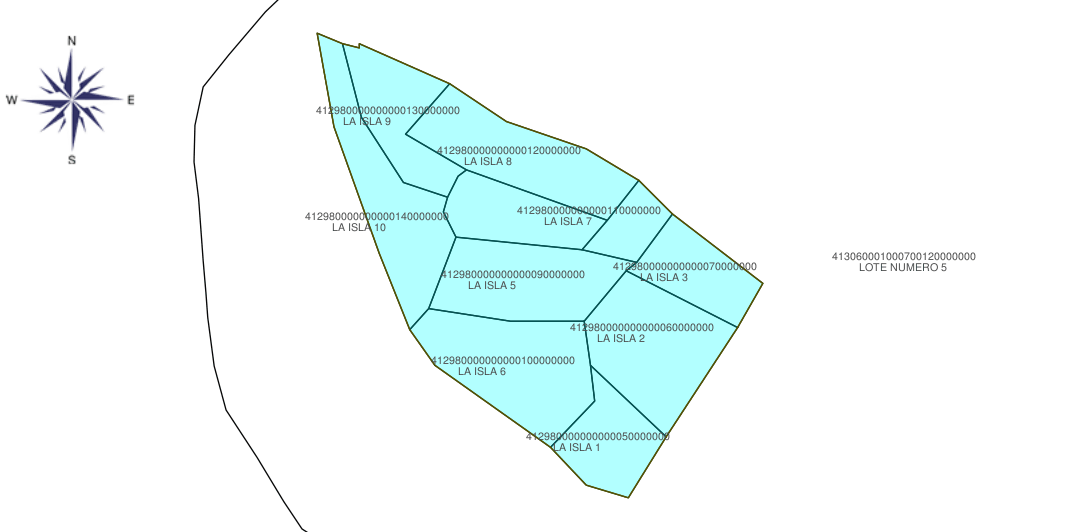 N
W
E
S
412980000000000130000000
LA ISLA 9
412980000000000120000000
LA ISLA 8
412980000000000140000000
LA ISLA 10
412980000000000110000000
LA ISLA 7
412980000000000090000000
LA ISLA 5
412980000000000070000000
LA ISLA 3
413060001000700120000000
LOTE NUMERO 5
412980000000000060000000
LA ISLA 2
412980000000000100000000
LA ISLA 6
412980000000000050000000
LA ISLA 1